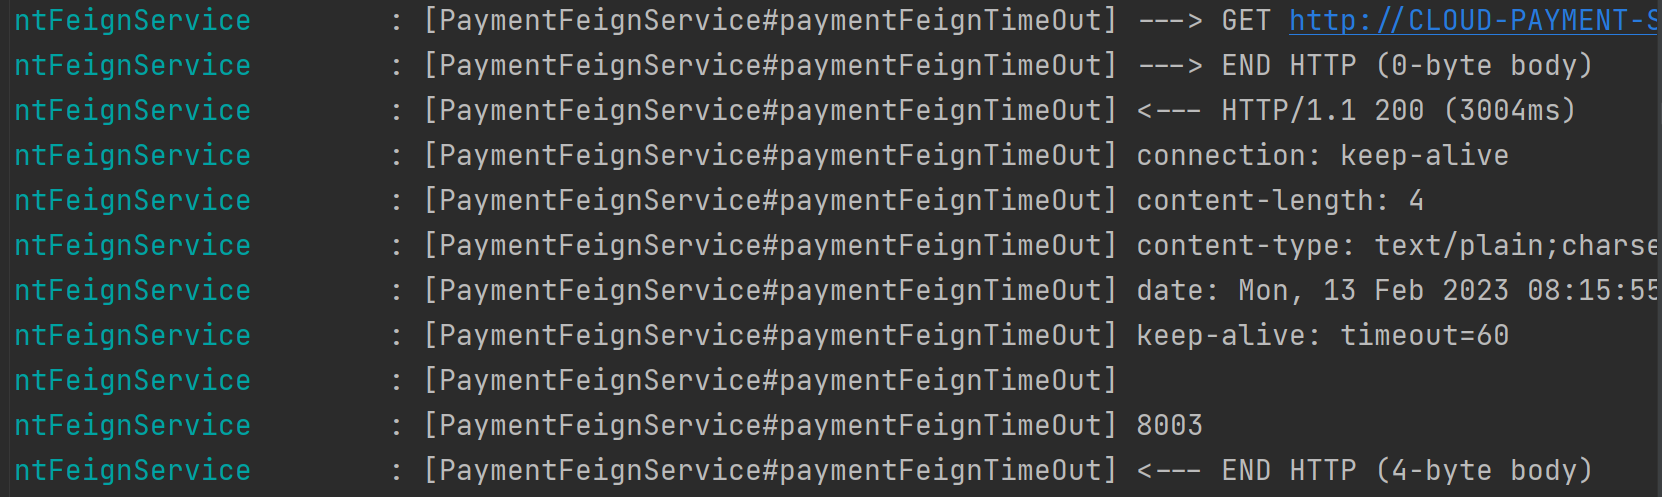 ntFeignService : [PaymentFeignService#paymentFeignTimeOut] ---> GET http://CLOUD-PAYMENT-S
ntFeignService : [PaymentFeignService#paymentFeignTimeOut] ---> END HTTP (0-byte body)
ntFeignService : [PaymentFeignService#paymentFeignTimeOut] <--- HTTP/1.1 200 (3004ms)
ntFeignService : [PaymentFeignService#paymentFeignTimeOut] connection: keep-alive
ntFeignService : [PaymentFeignService#paymentFeignTimeOut] content-length: 4
ntFeignService : [PaymentFeignService#paymentFeignTimeOut] content-type: text/plain;charse
ntFeignService : [PaymentFeignService#paymentFeignTimeOut] date: Mon, 13 Feb 2023 08:15:55
ntFeignService : [PaymentFeignService#paymentFeignTimeOut] keep-alive: timeout=60
ntFeignService : [PaymentFeignService#paymentFeignTimeOut]
ntFeignService : [PaymentFeignService#paymentFeignTimeOut] 8003
ntFeignService : [PaymentFeignService#paymentFeignTimeOut] <--- END HTTP (4-byte body)